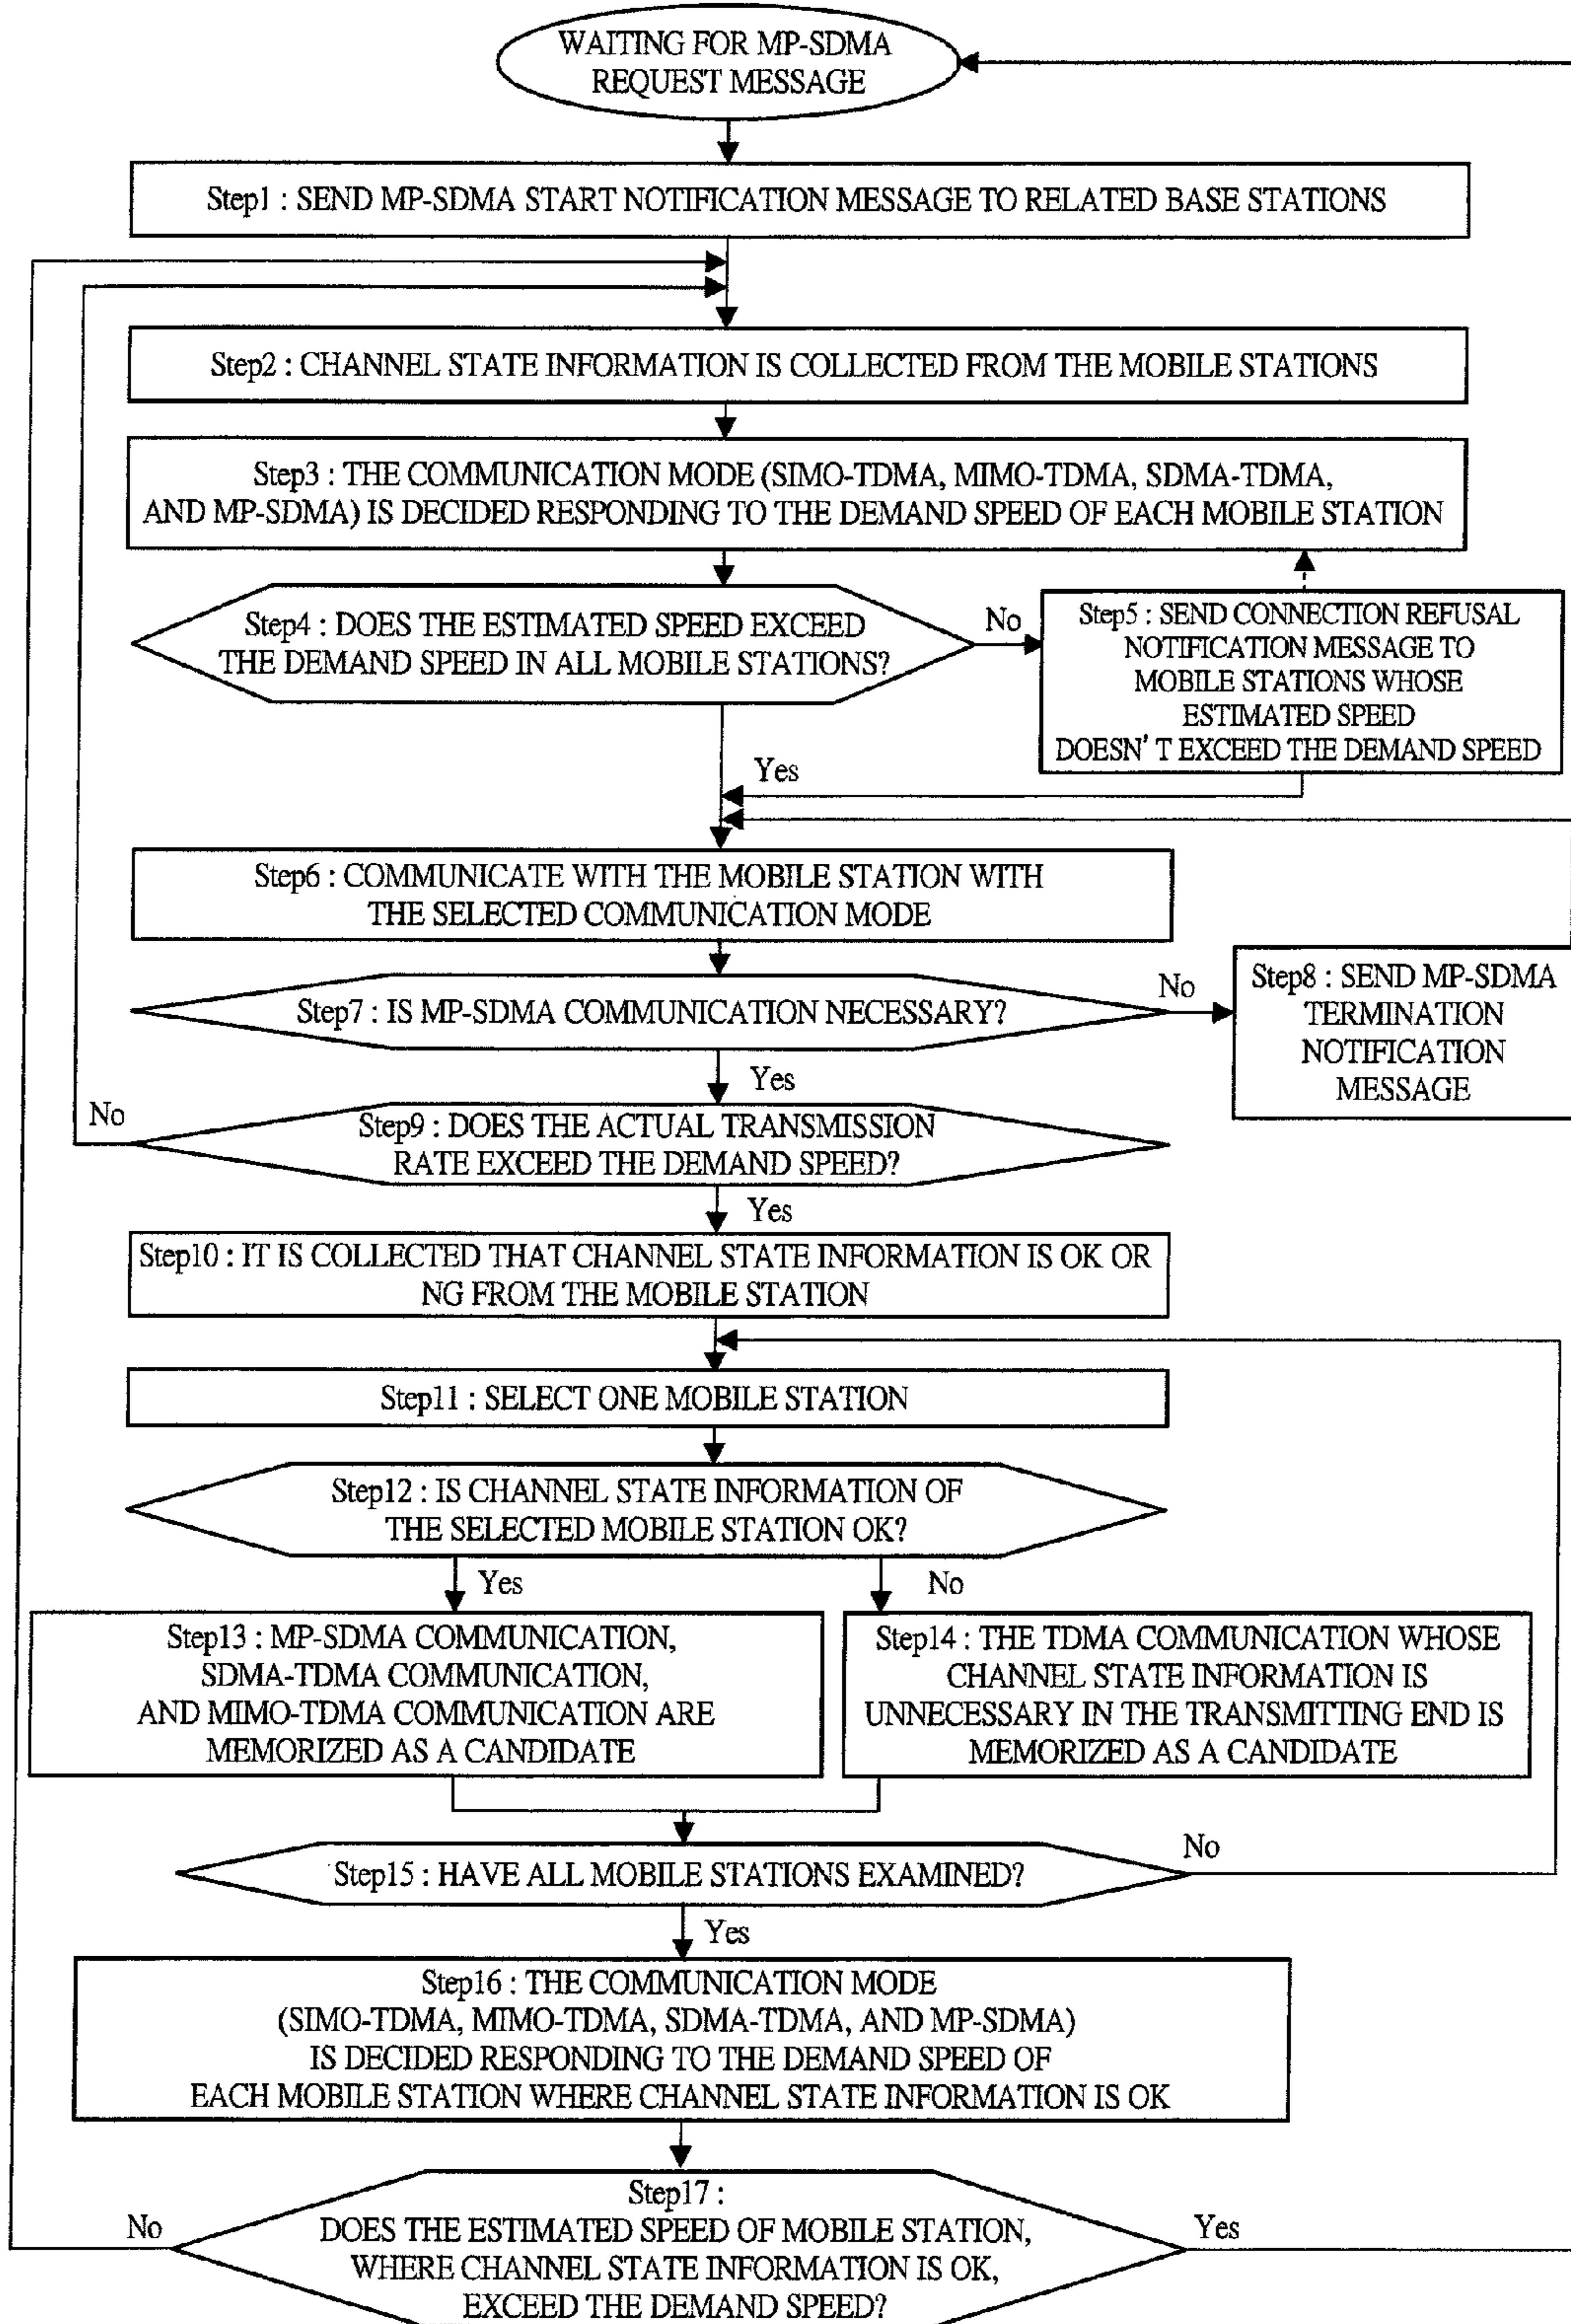 WAITING FOR MP-SDMA
REQUEST MESSAGE
Step1 : SEND MP-SDMA START NOTIFICATION MESSAGE TO RELATED BASE STATIONS
Step2 : CHANNEL STATE INFORMATION IS COLLECTED FROM THE MOBILE STATIONS
Step3 : THE COMMUNICATION MODE (SIMO-TDMA, MIMO-TDMA, SDMA-TDMA,
AND MP-SDMA) IS DECIDED RESPONDING TO THE DEMAND SPEED OF EACH MOBILE STATION
Step4 : DOES THE ESTIMATED SPEED EXCEED
THE DEMAND SPEED IN ALL MOBILE STATIONS?
No
Step5 : SEND CONNECTION REFUSAL
NOTIFICATION MESSAGE TO
MOBILE STATIONS WHOSE
ESTIMATED SPEED
DOESN' T EXCEED THE DEMAND SPEED
Yes
Step6 : COMMUNICATE WITH THE MOBILE STATION WITH
THE SELECTED COMMUNICATION MODE
Step7 : IS MP-SDMA COMMUNICATION NECESSARY?
No
Step8 : SEND MP-SDMA
TERMINATION
NOTIFICATION
MESSAGE
Yes
No
Step9 : DOES THE ACTUAL TRANSMISSION
RATE EXCEED THE DEMAND SPEED?
Yes
Step10 : IT IS COLLECTED THAT CHANNEL STATE INFORMATION IS OK OR
NG FROM THE MOBILE STATION
Step11 : SELECT ONE MOBILE STATION
Step12 : IS CHANNEL STATE INFORMATION OF
THE SELECTED MOBILE STATION OK?
Yes
No
Step13 : MP-SDMA COMMUNICATION,
SDMA-TDMA COMMUNICATION,
AND MIMO-TDMA COMMUNICATION ARE
MEMORIZED AS A CANDIDATE
Step14 : THE TDMA COMMUNICATION WHOSE
CHANNEL STATE INFORMATION IS
UNNECESSARY IN THE TRANSMITTING END IS
MEMORIZED AS A CANDIDATE
Step15 : HAVE ALL MOBILE STATIONS EXAMINED?
No
Yes
Step16 : THE COMMUNICATION MODE
(SIMO-TDMA, MIMO-TDMA, SDMA-TDMA, AND MP-SDMA)
IS DECIDED RESPONDING TO THE DEMAND SPEED OF
EACH MOBILE STATION WHERE CHANNEL STATE INFORMATION IS OK
No
Step17 :
DOES THE ESTIMATED SPEED OF MOBILE STATION,
WHERE CHANNEL STATE INFORMATION IS OK,
EXCEED THE DEMAND SPEED?
Yes